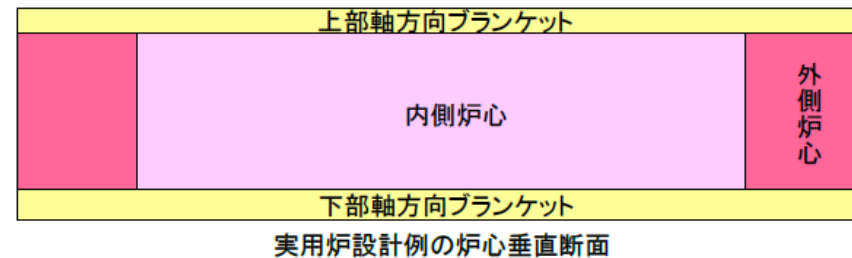 上部軸方向ブランケット
内側炉心
外側炉心
下部軸方向ブランケット
実用炉設計例の炉心垂直断面